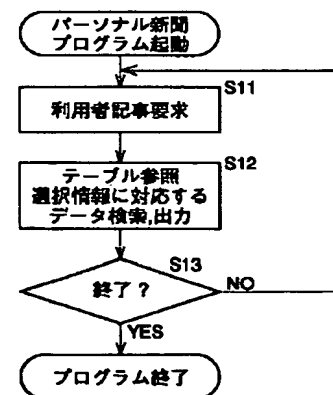 パーソナル新聞
プログラム起動
S11
利用者記事要求
S12
テーブル参照
選択情報に対応する
データ検索,出力
S13
終了?
NO
YES
プログラム終了